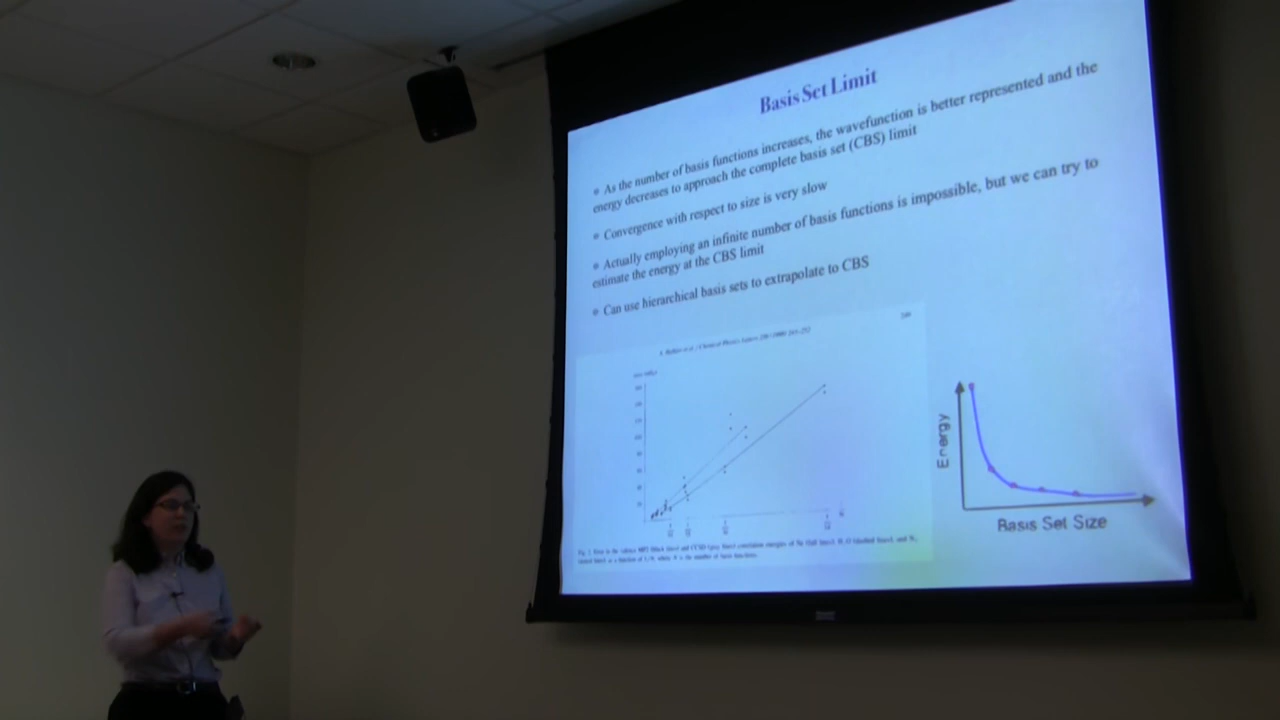 Basis Set Limit
As the number of basis functions increases, the wavefunction is better represented and the
energy decreases to approach the complete basis set (CBS) limit
Convergence with respect to size is very slow
Actually employing an infinite number of basis functions is impossible, but we can try to
estimate the energy at the CBS limit
Can use hierarchical basis sets to extrapolate to CBS
Energy
Basis Set Size